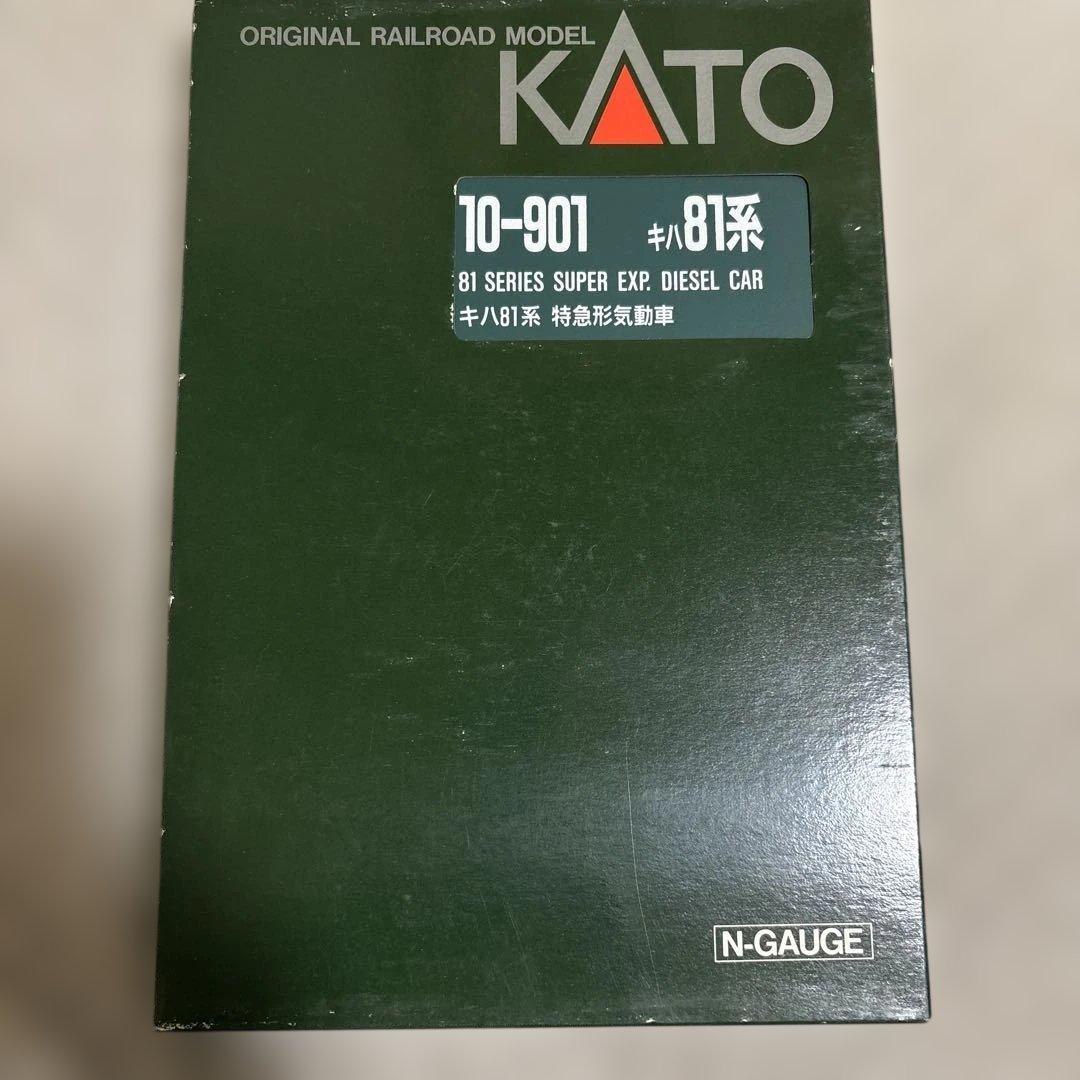 ORIGINAL RAILROAD MODEL
KATO
10-901 キハ81系
81 SERIES SUPER EXP. DIESEL CAR
キハ81系 特急形気動車
N-GAUGE